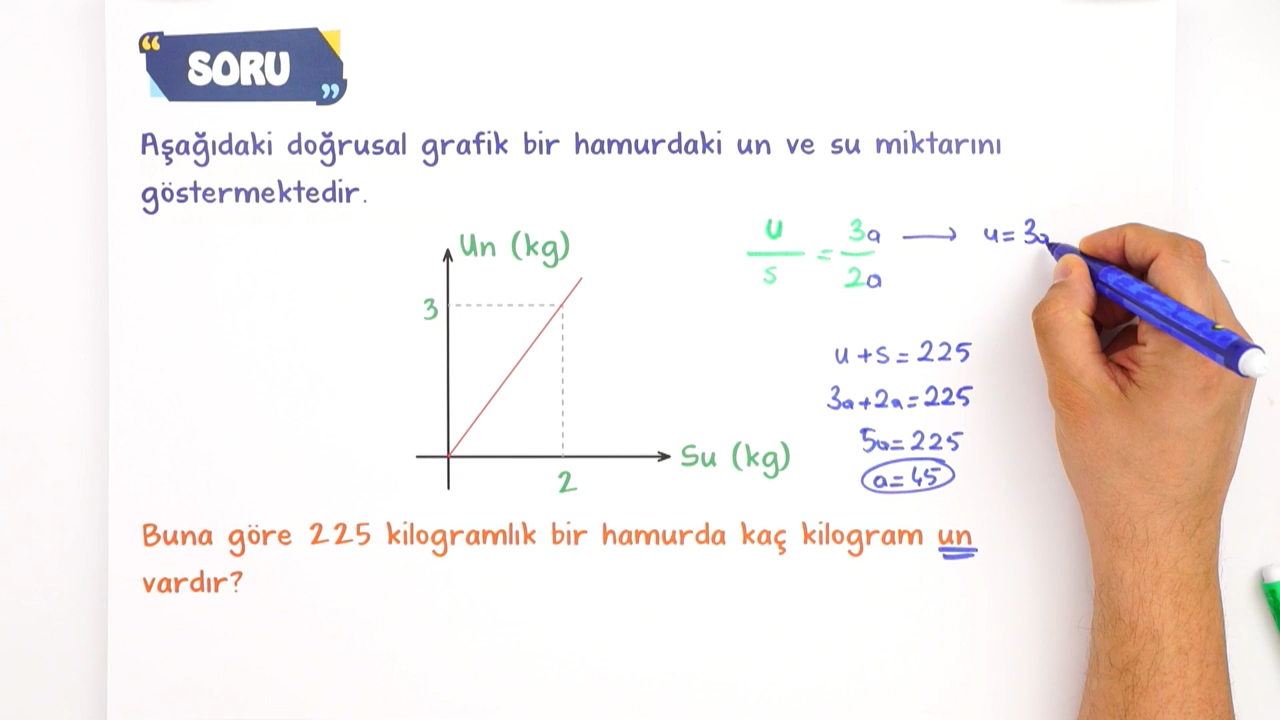 “ SORU ”
Aşağıdaki doğrusal grafik bir hamurdaki un ve su miktarını
göstermektedir.
Un (kg)
3
2
Su (kg)
u/s = 3a/2a → u = 3a
u + s = 225
3a + 2a = 225
5a = 225
a = 45
Buna göre 225 kilogramlık bir hamurda kaç kilogram un
vardır?